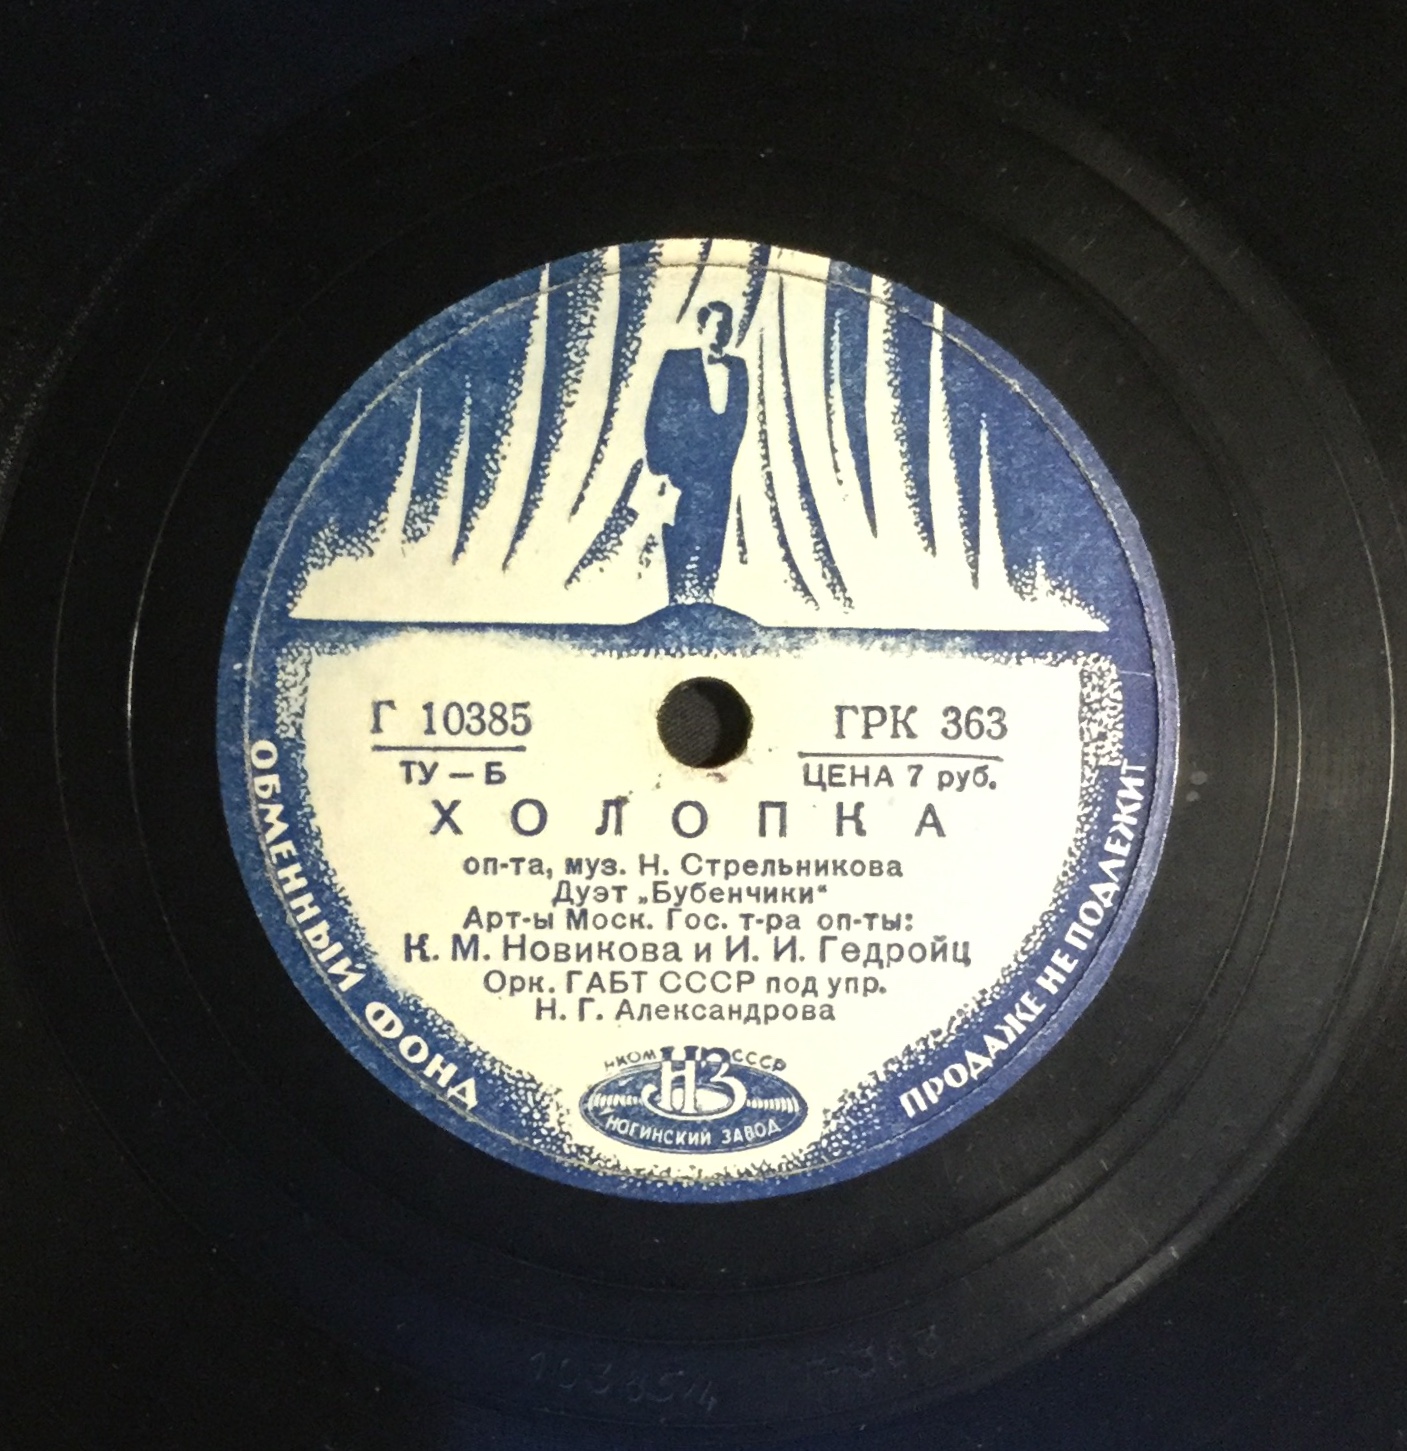 Г 10385
ГРК 363
ТУ — Б
ЦЕНА 7 руб.
ХОЛОПКА
оп-та, муз. Н. Стрельникова
Дуэт „Бубенчики“
Арт-ы Моск. Гос. т-ра оп-ты:
К. М. Новикова и И. И. Гедройц
Орк. ГАБТ СССР под упр.
Н. Г. Александрова
НКОМ НЗ СССР
НОГИНСКИЙ ЗАВОД
ОБМЕННЫЙ ФОНД
ПРОДАЖЕ НЕ ПОДЛЕЖИТ